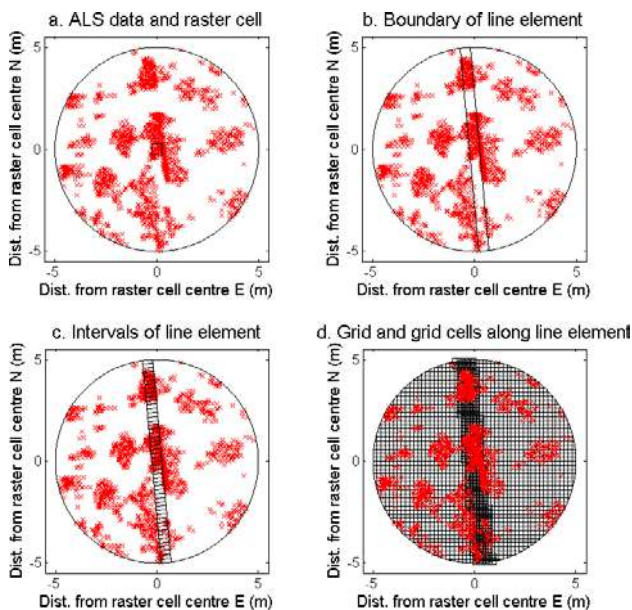 a. ALS data and raster cell
Dist. from raster cell centre N (m)
5
0
-5
-5 0 5
Dist. from raster cell centre E (m)
b. Boundary of line element
Dist. from raster cell centre N (m)
5
0
-5
-5 0 5
Dist. from raster cell centre E (m)
c. Intervals of line element
Dist. from raster cell centre N (m)
5
0
-5
-5 0 5
Dist. from raster cell centre E (m)
d. Grid and grid cells along line element
Dist. from raster cell centre N (m)
5
0
-5
-5 0 5
Dist. from raster cell centre E (m)